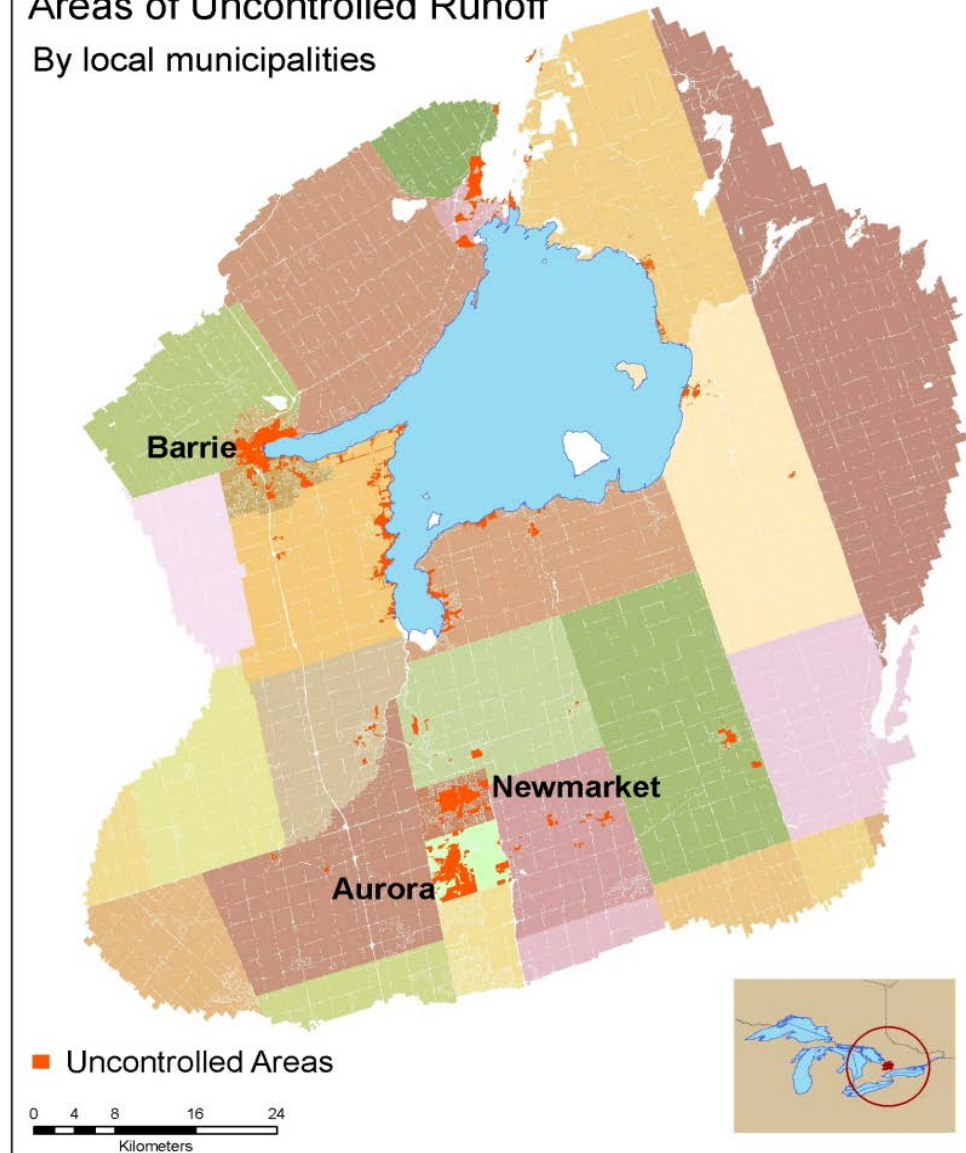 Areas of Uncontrolled Runoff
By local municipalities
Barrie
Newmarket
Aurora
Uncontrolled Areas
0 4 8 16 24
Kilometers